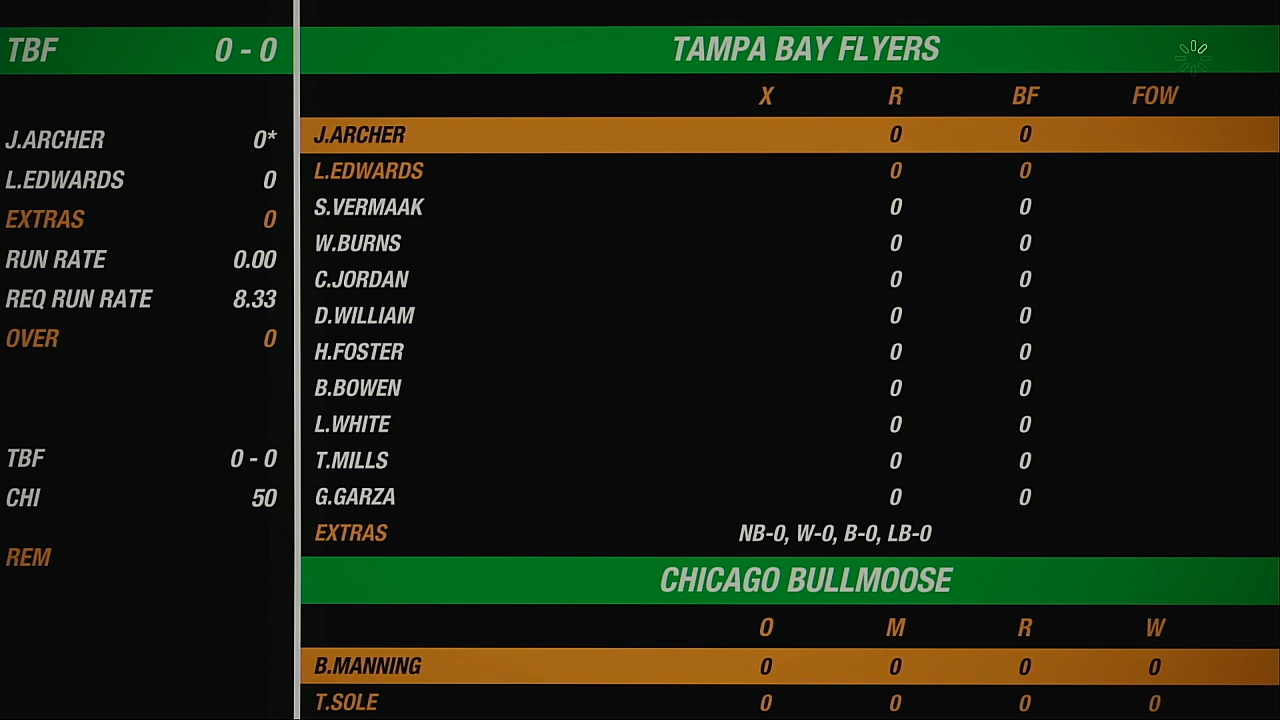 TBF 0 - 0
J.ARCHER 0*
L.EDWARDS 0
EXTRAS 0
RUN RATE 0.00
REQ RUN RATE 8.33
OVER 0
TBF 0 - 0
CHI 50
REM
TAMPA BAY FLYERS
X R BF FOW
J.ARCHER 0 0
L.EDWARDS 0 0
S.VERMAAK 0 0
W.BURNS 0 0
C.JORDAN 0 0
D.WILLIAM 0 0
H.FOSTER 0 0
B.BOWEN 0 0
L.WHITE 0 0
T.MILLS 0 0
G.GARZA 0 0
EXTRAS NB-0, W-0, B-0, LB-0
CHICAGO BULLMOOSE
O M R W
B.MANNING 0 0 0 0
T.SOLE 0 0 0 0